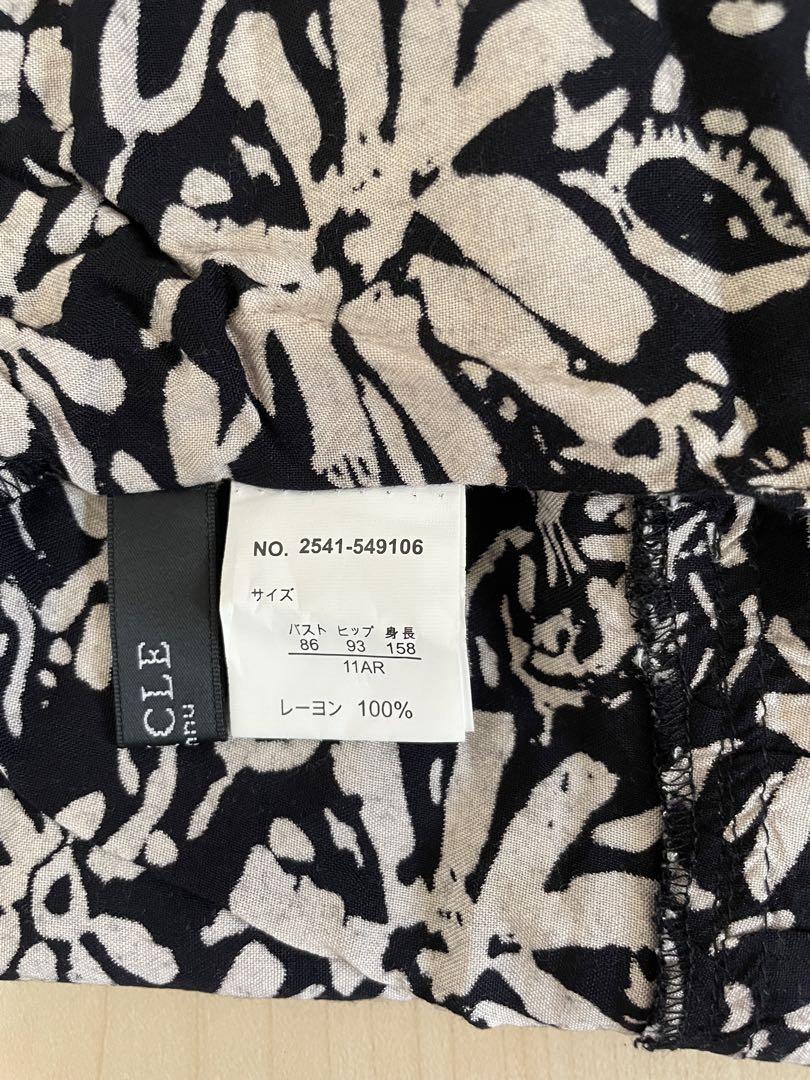 CLE
NO. 2541-549106
サイズ
バスト ヒップ 身長
86 93 158
11AR
レーヨン 100%